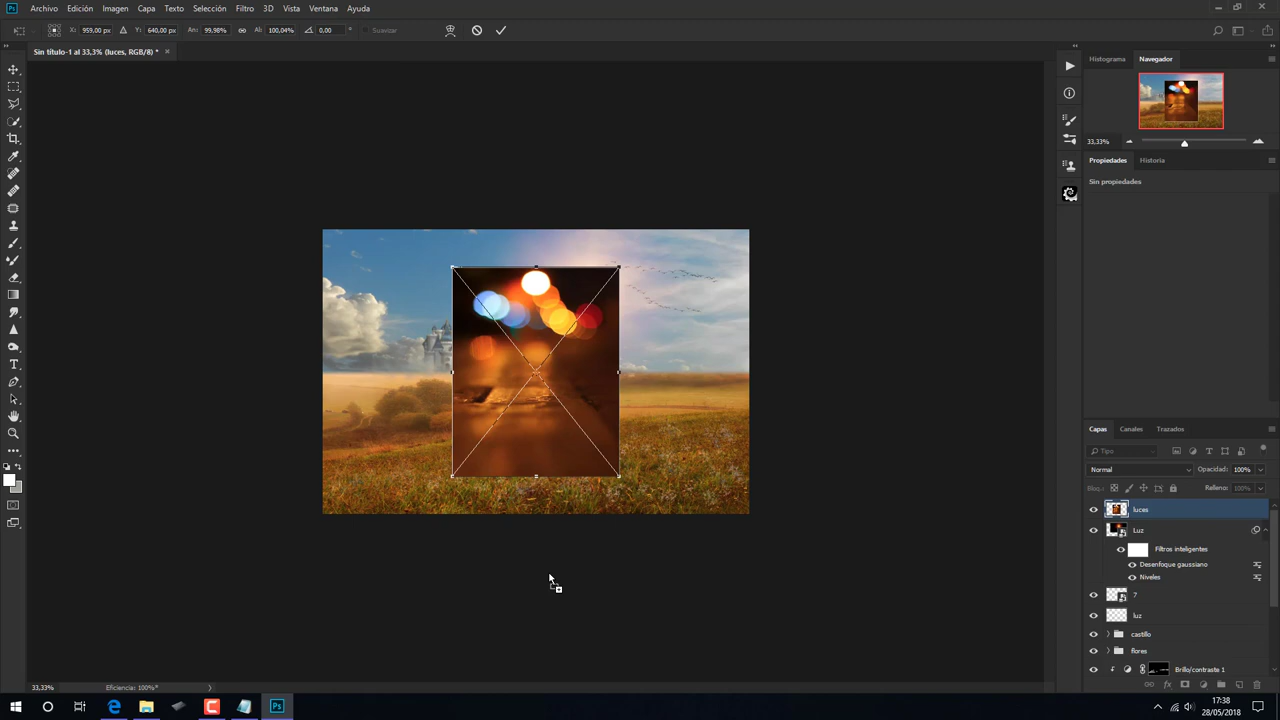 Ps Archivo Edición Imagen Capa Texto Selección Filtro 3D Vista Ventana Ayuda
X: 959,00 px Y: 640,00 px An: 99,98% Al: 100,04% 0,00 Suavizar
Sin título-1 al 33,3% (luces, RGB/8) * ×
Histograma Navegador
33,33%
Propiedades Historia
Sin propiedades
Capas Canales Trazados
Tipo
Normal Opacidad: 100%
Bloq.: Relleno: 100%
luces
Luz
Filtros inteligentes
Desenfoque gaussiano
Niveles
7
luz
castillo
flores
Brillo/contraste 1
fx
33,33% Eficiencia: 100%*
Ps
17:38
28/05/2018